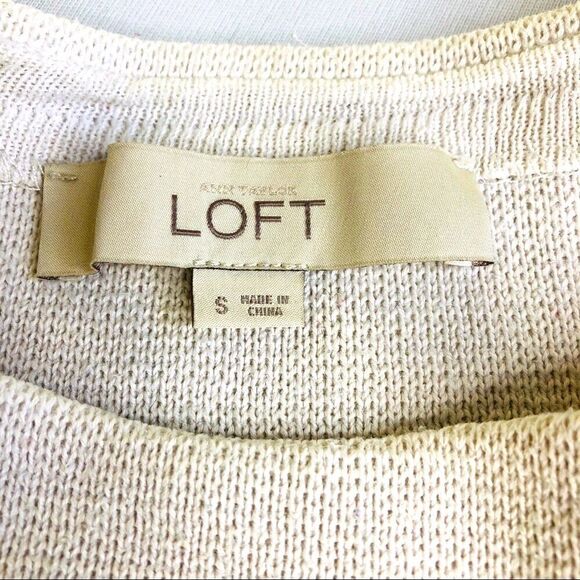 ANN TAYLOR
LOFT
S MADE IN
CHINA